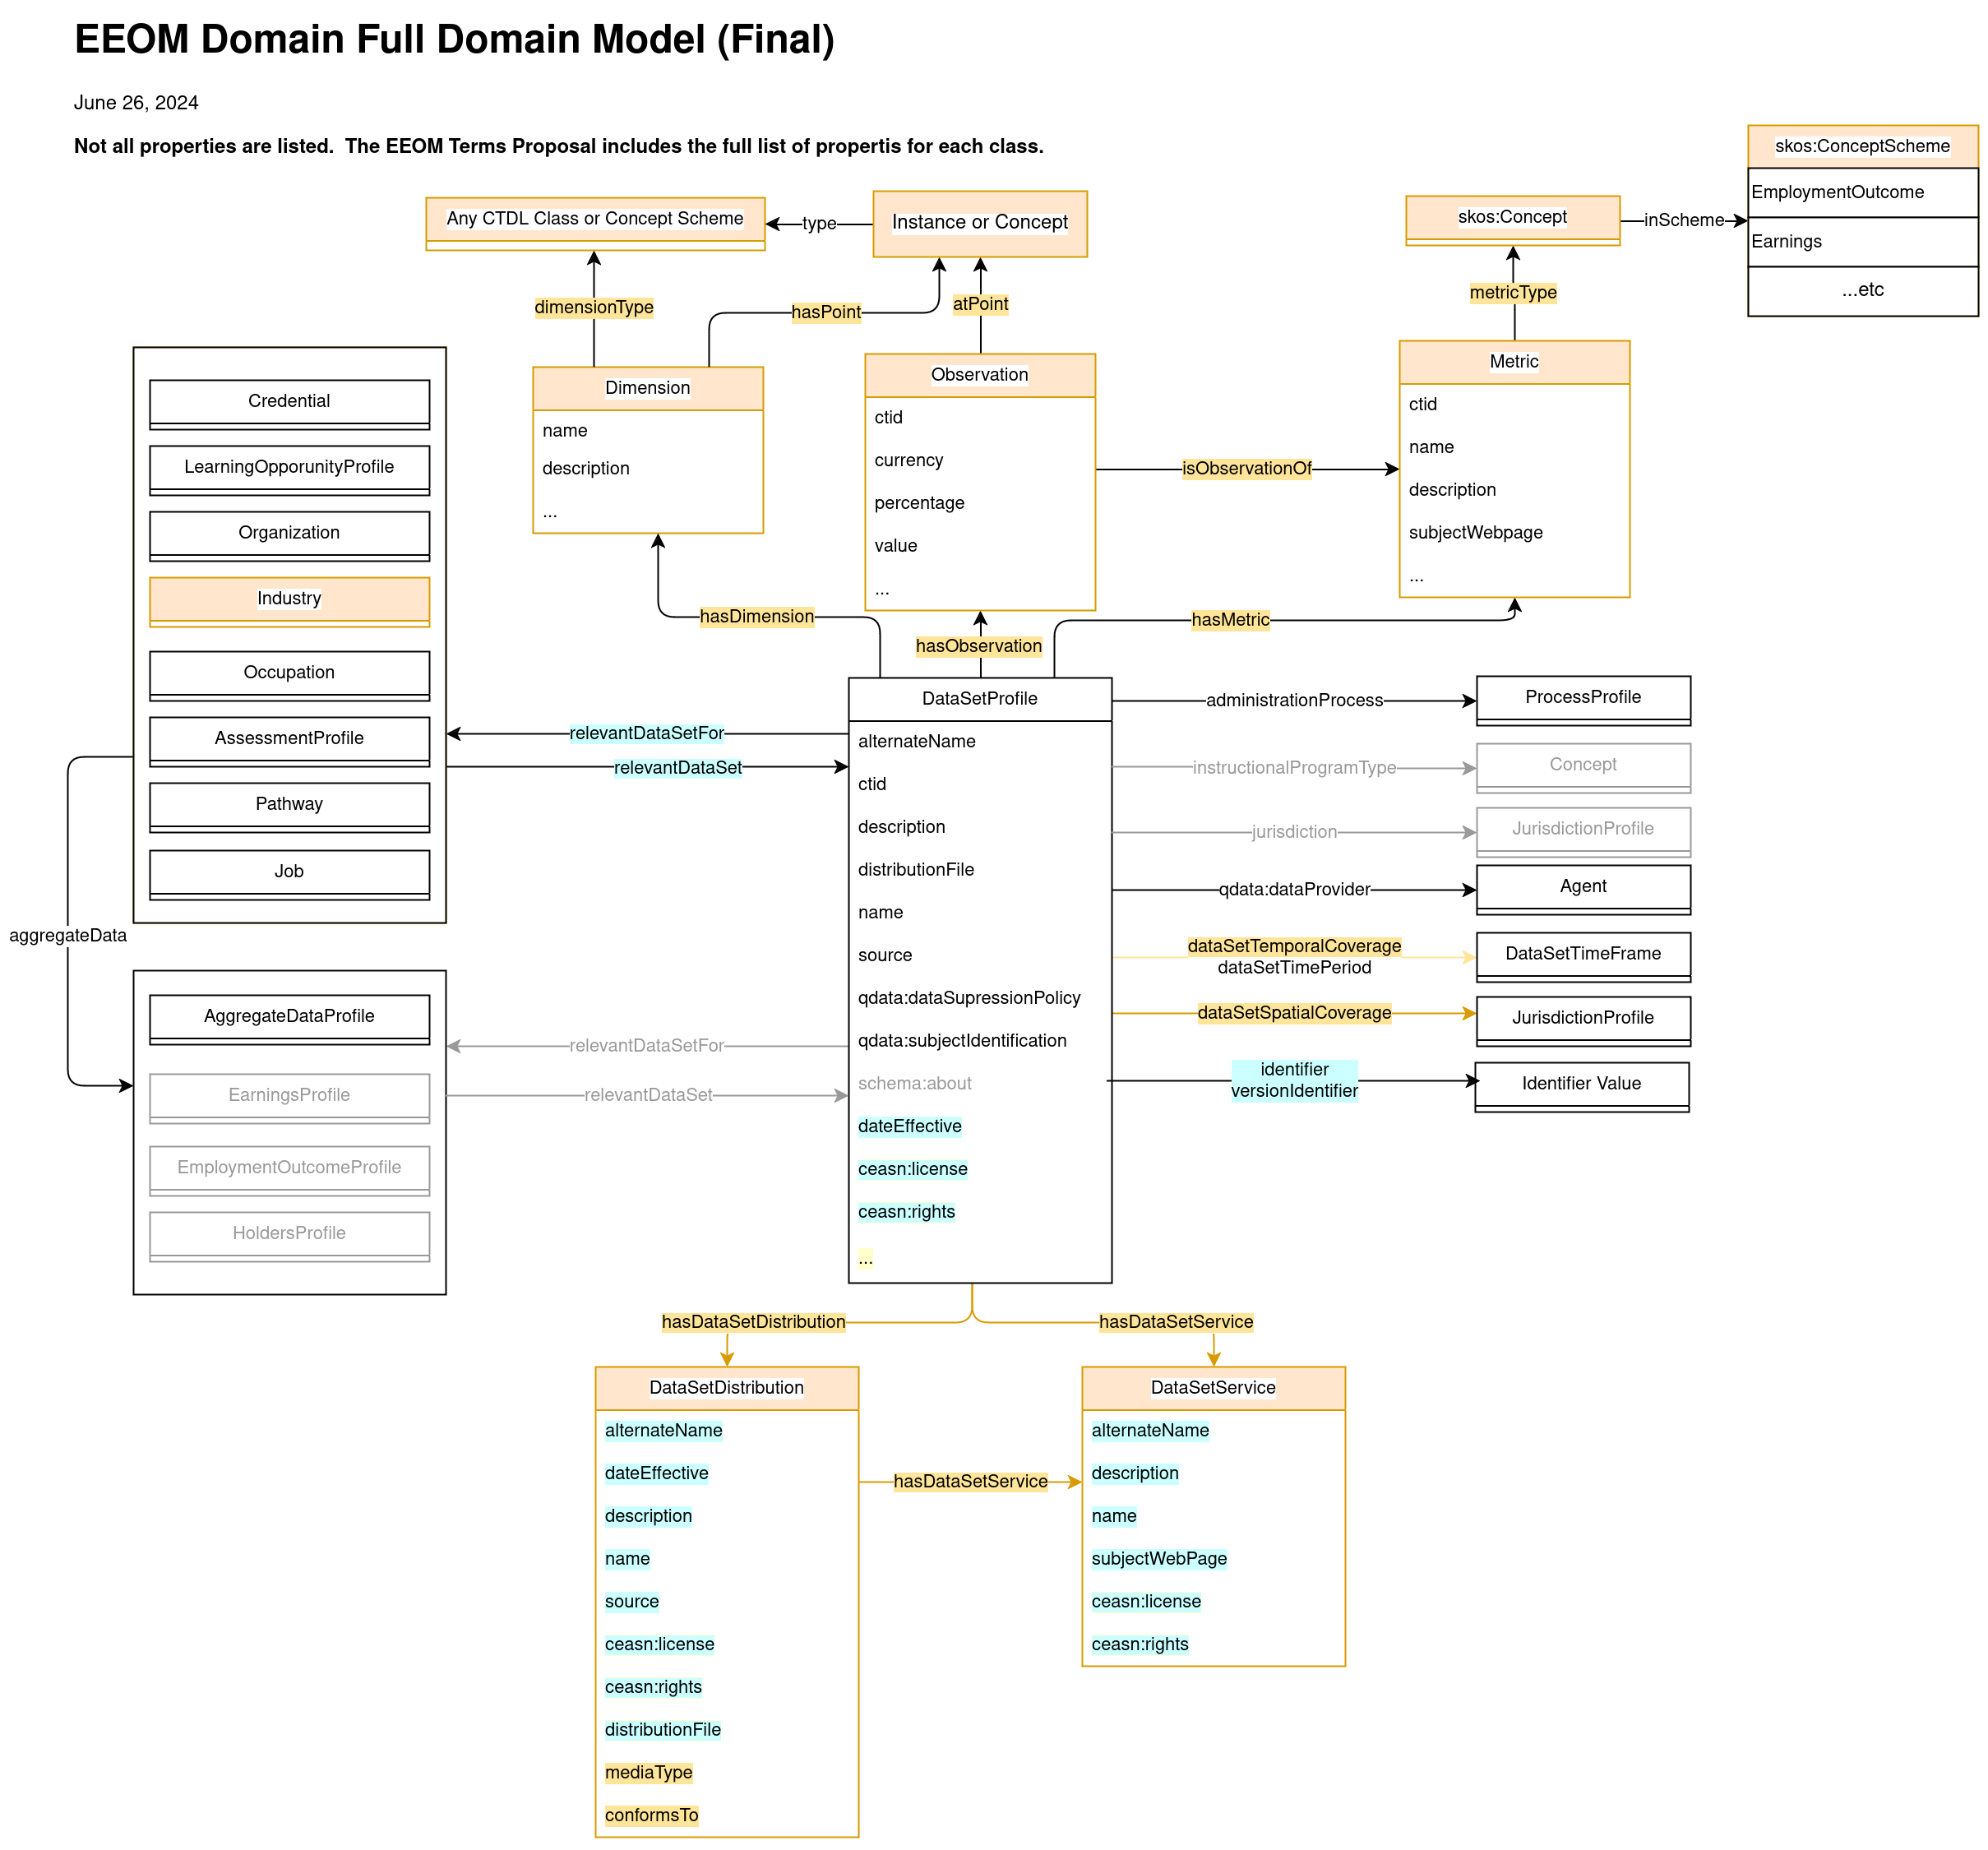 EEOM Domain Full Domain Model (Final)
June 26, 2024
Not all properties are listed.  The EEOM Terms Proposal includes the full list of propertis for each class.
skos:ConceptScheme
EmploymentOutcome
Earnings
...etc
Any CTDL Class or Concept Scheme
type
Instance or Concept
skos:Concept
inScheme
dimensionType
hasPoint
atPoint
metricType
Dimension
name
description
...
Observation
ctid
currency
percentage
value
...
isObservationOf
Metric
ctid
name
description
subjectWebpage
...
hasDimension
hasObservation
hasMetric
Credential
LearningOpporunityProfile
Organization
Industry
Occupation
AssessmentProfile
Pathway
Job
aggregateData
AggregateDataProfile
EarningsProfile
EmploymentOutcomeProfile
HoldersProfile
relevantDataSetFor
relevantDataSet
relevantDataSetFor
relevantDataSet
DataSetProfile
alternateName
ctid
description
distributionFile
name
source
qdata:dataSupressionPolicy
qdata:subjectIdentification
schema:about
dateEffective
ceasn:license
ceasn:rights
...
administrationProcess
ProcessProfile
instructionalProgramType
Concept
jurisdiction
JurisdictionProfile
qdata:dataProvider
Agent
dataSetTemporalCoverage
dataSetTimePeriod
DataSetTimeFrame
dataSetSpatialCoverage
JurisdictionProfile
identifier
versionIdentifier
Identifier Value
hasDataSetDistribution
hasDataSetService
DataSetDistribution
alternateName
dateEffective
description
name
source
ceasn:license
ceasn:rights
distributionFile
mediaType
conformsTo
hasDataSetService
DataSetService
alternateName
description
name
subjectWebPage
ceasn:license
ceasn:rights